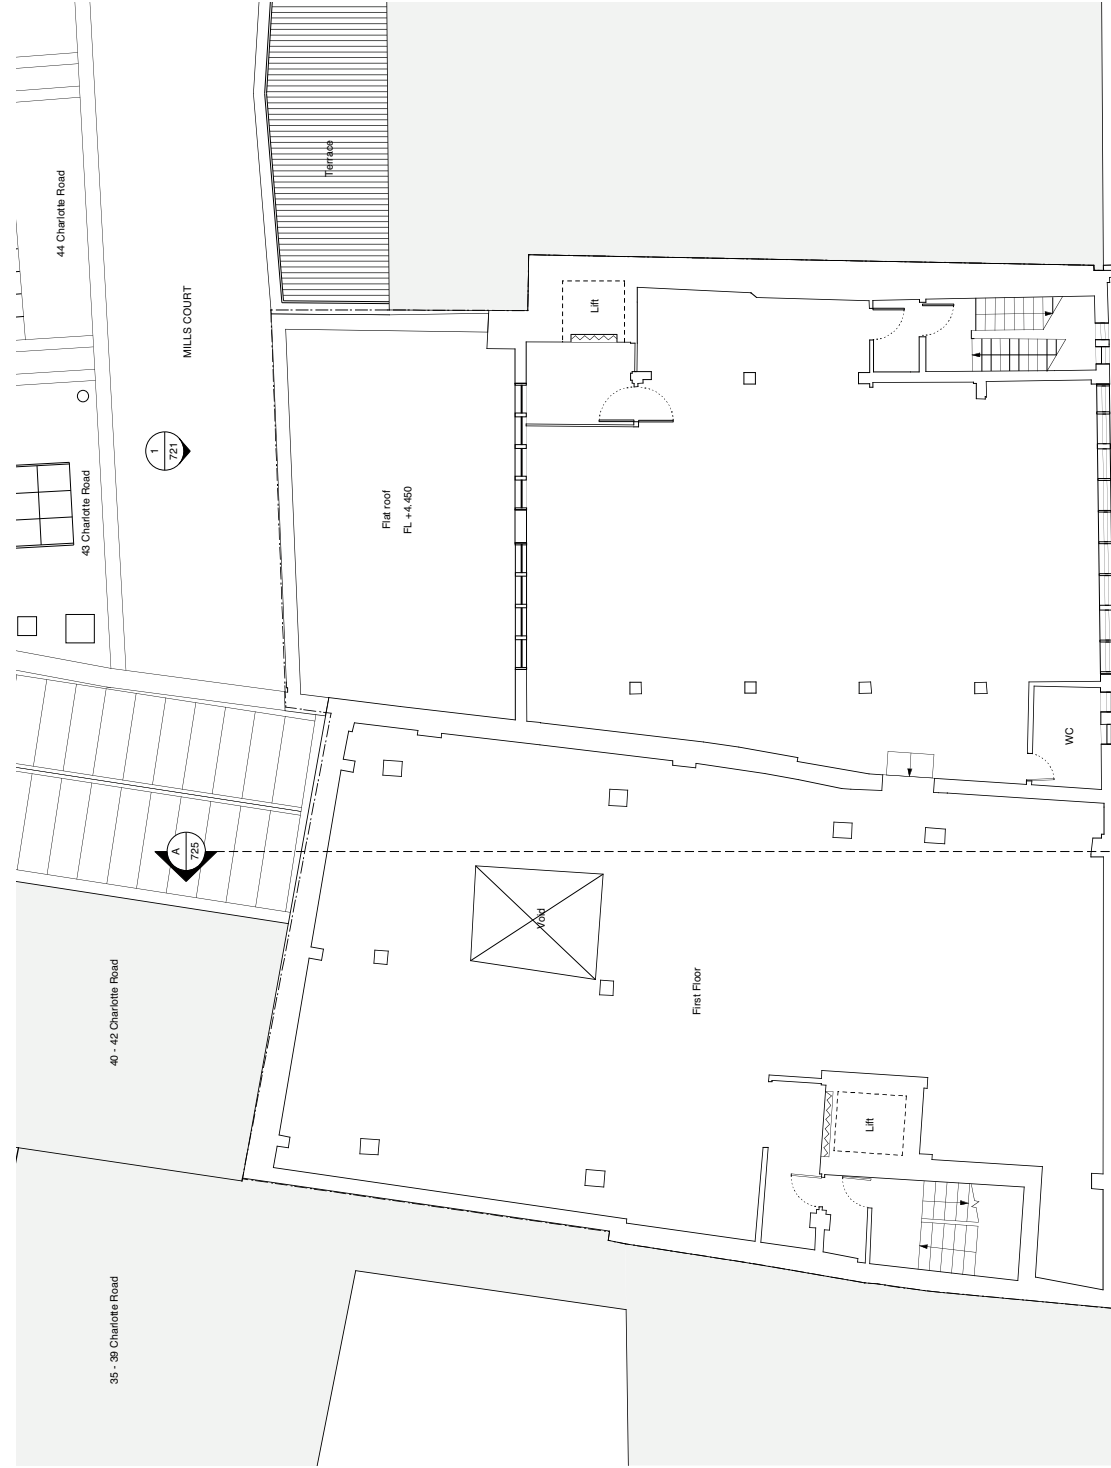 Terrace
44 Charlotte Road
MILLS COURT
Lift
1
721
43 Charlotte Road
Flat roof
FL +4.450
WC
A
725
Void
First Floor
40 - 42 Charlotte Road
Lift
35 - 39 Charlotte Road